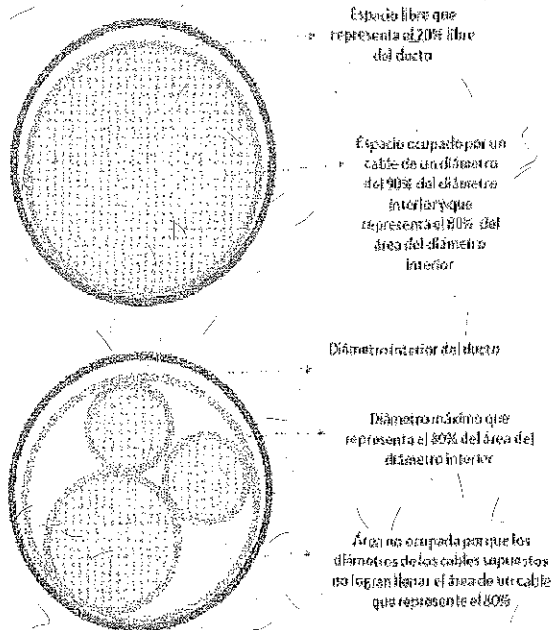 Espacio libre que
representa el 20% libre
del ducto
Espacio ocupado por un
cable de un diámetro
del 90% del diámetro
interior y que
representa el 80% del
área del diámetro
interior
Diámetro interior del ducto
Diámetro máximo que
representa el 80% del área del
diámetro interior
Área no ocupada porque los
diámetros de los cables supuestos
no logran llenar el área de un cable
que represente el 80%